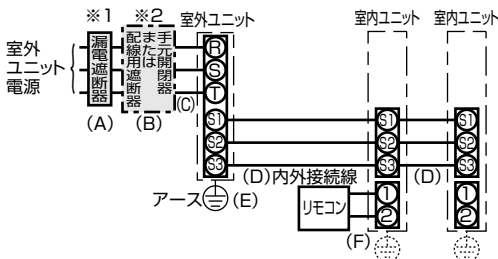 ※1
※2
室外ユニット
室内ユニット
室内ユニット
室外
ユニット
電源
漏電遮断器
手元開閉器
または
配線用遮断器
(A)
(B)
(C)
R
S
T
S1
S2
S3
S1
S2
S3
S1
S2
S3
(D)内外接続線
(D)
アース
(E)
リモコン
(F)
1
2
1
2